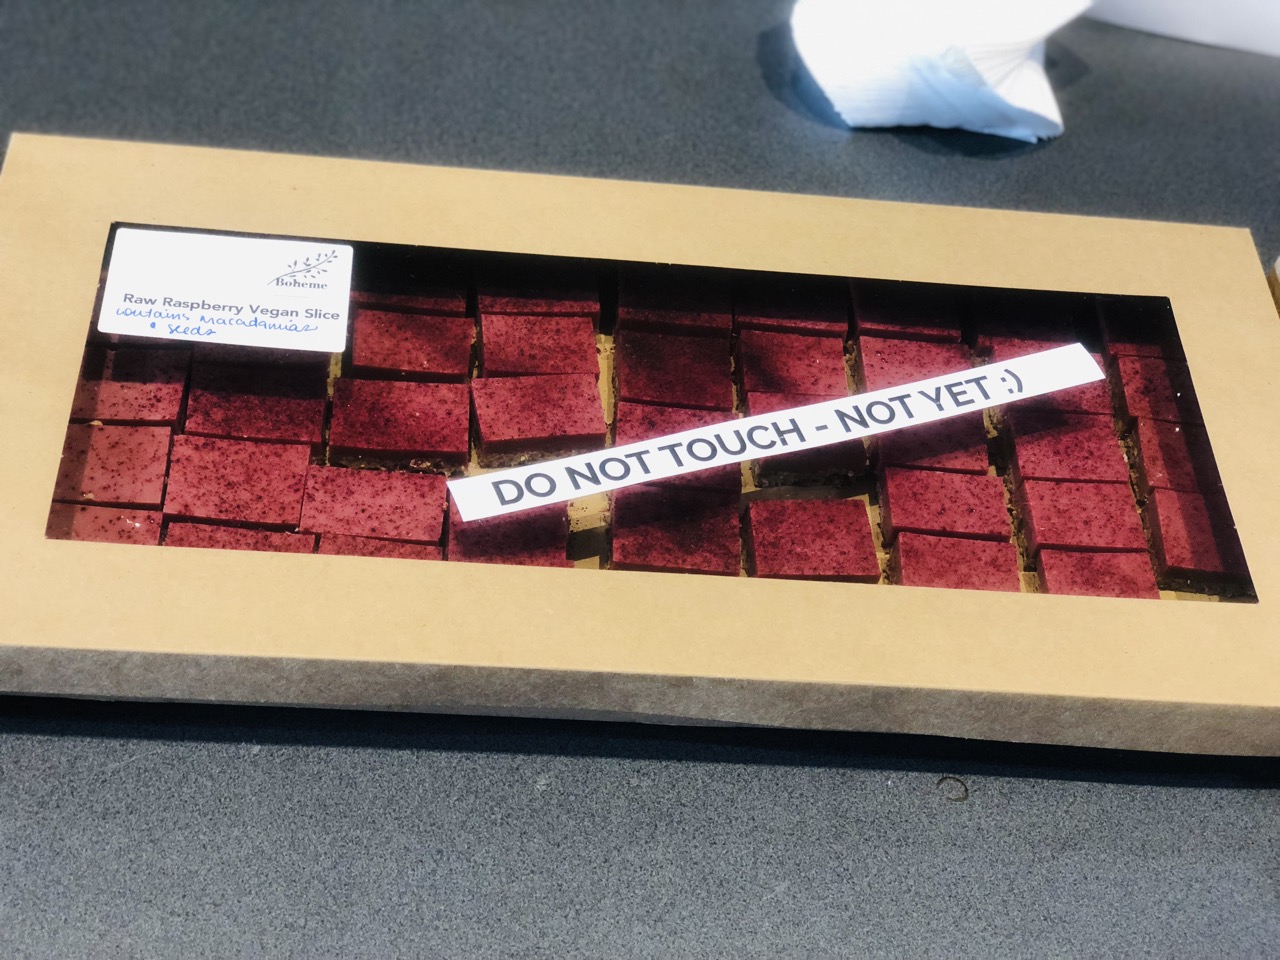 Boheme
Raw Raspberry Vegan Slice
contains macadamias
& seeds
DO NOT TOUCH - NOT YET :)